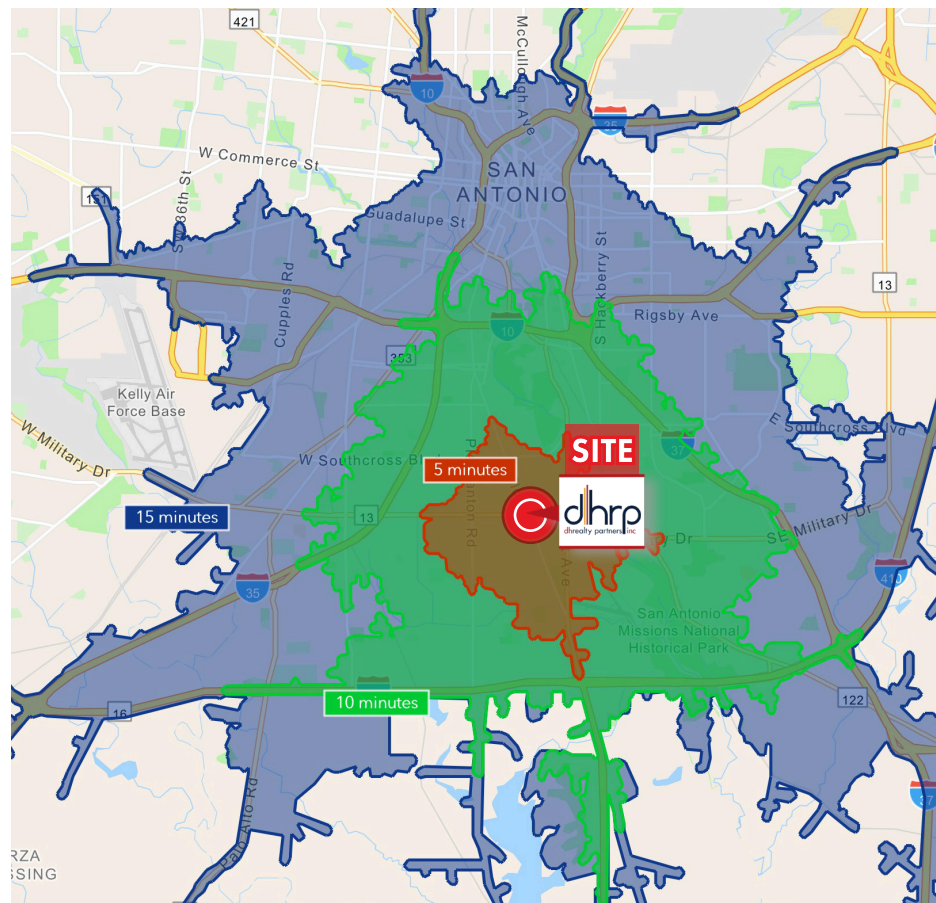 421
McCullough Ave
10
35
W Commerce St
SAN
ANTONIO
151
SW 36th St
Guadalupe St
S Hackberry St
Cupples Rd
13
Rigsby Ave
10
353
Kelly Air
Force Base
E Southcross Blvd
W Military Dr
SITE
37
W Southcross
5 minutes
dhrp
dhrealty partners, inc
15 minutes
13
Dr
SE Military Dr
Ave
35
410
San Antonio
Missions National
Historical Park
10 minutes
16
122
Palo Alto Rd
37
RZA
SSING